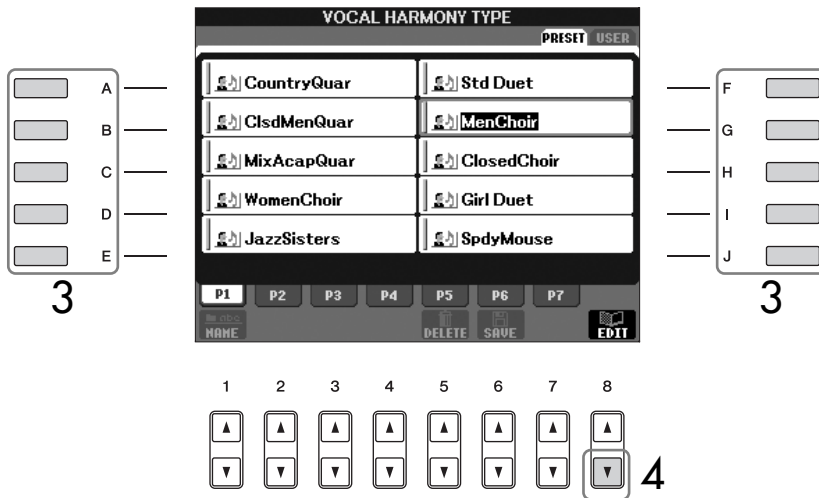 VOCAL HARMONY TYPE
PRESET USER
A CountryQuar Std Duet F
B ClsdMenQuar MenChoir G
C MixAcapQuar ClosedChoir H
D WomenChoir Girl Duet I
E JazzSisters SpdyMouse J
3 3
P1 P2 P3 P4 P5 P6 P7
NAME DELETE SAVE EDIT
1 2 3 4 5 6 7 8
4